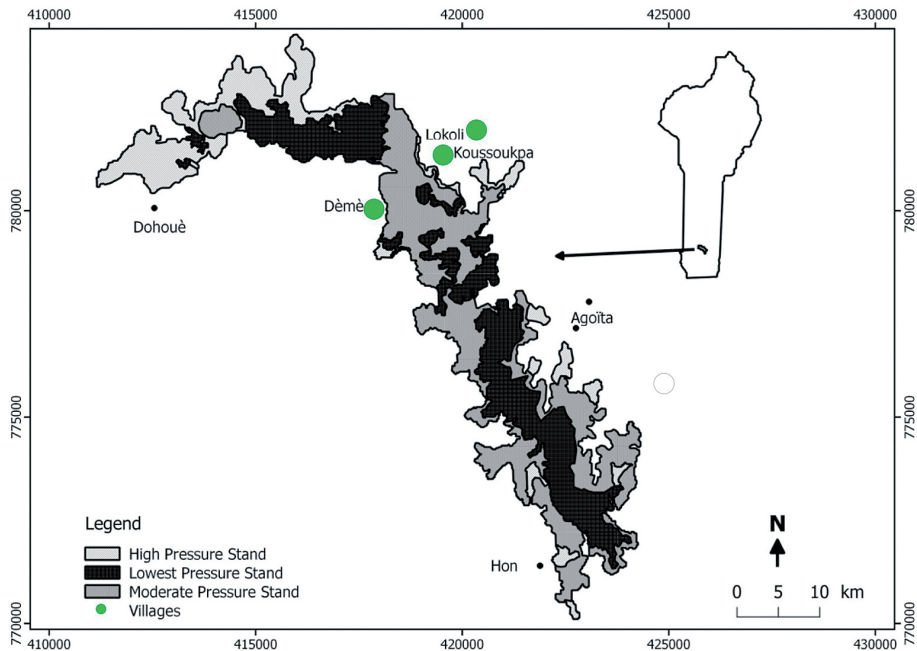 410000 415000 420000 425000 430000
Lokoli
Koussoukpa
Dèmè
Dohouè
780000 780000
Agoïta
775000 775000
Legend
High Pressure Stand
Lowest Pressure Stand
Moderate Pressure Stand
Villages
Hon
N
0 5 10 km
770000 770000
410000 415000 420000 425000 430000